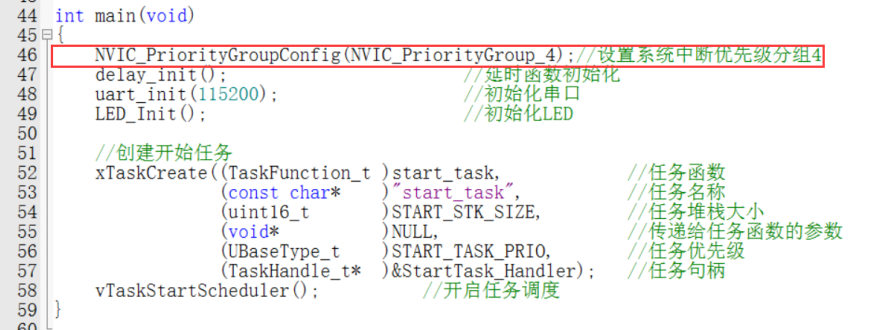 44 int main(void)
45 {
46 NVIC_PriorityGroupConfig(NVIC_PriorityGroup_4);//设置系统中断优先级分组4
47 delay_init(); //延时函数初始化
48 uart_init(115200); //初始化串口
49 LED_Init(); //初始化LED
50
51 //创建开始任务
52 xTaskCreate((TaskFunction_t )start_task, //任务函数
53 (const char* )"start_task", //任务名称
54 (uint16_t )START_STK_SIZE, //任务堆栈大小
55 (void* )NULL, //传递给任务函数的参数
56 (UBaseType_t )START_TASK_PRIO, //任务优先级
57 (TaskHandle_t* )&StartTask_Handler); //任务句柄
58 vTaskStartScheduler(); //开启任务调度
59 }
60